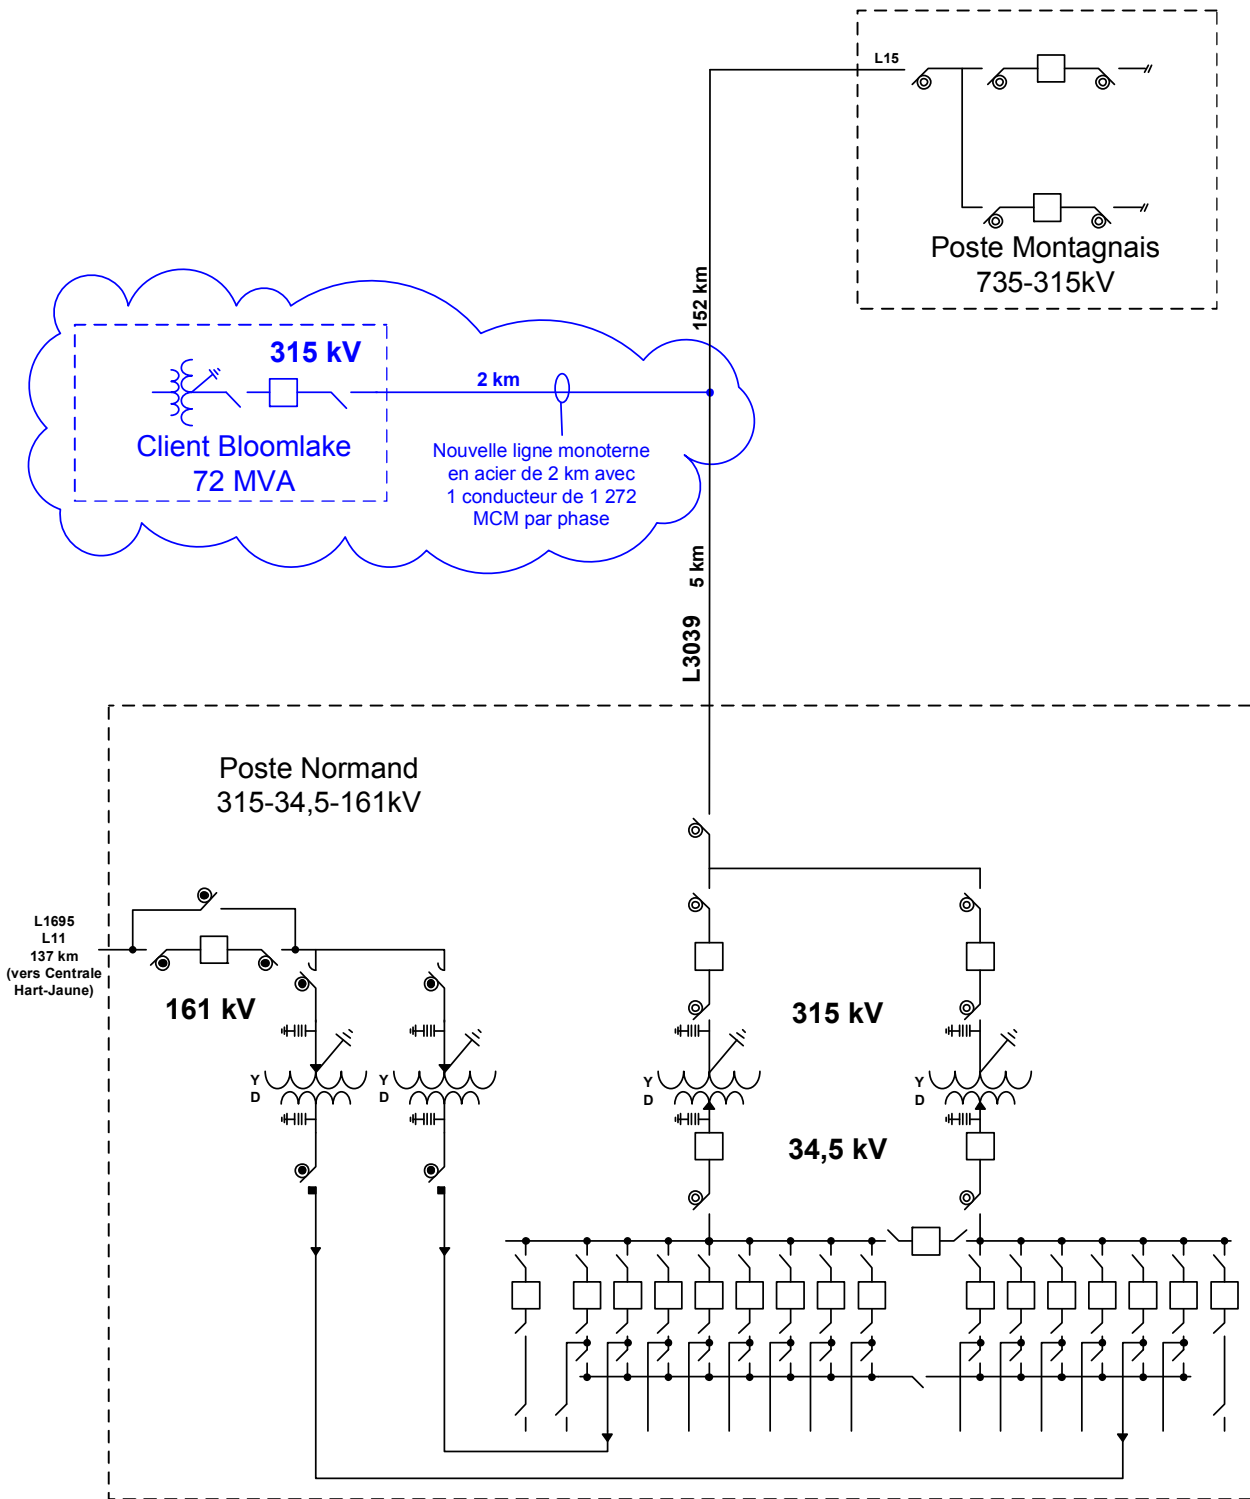 L15
Poste Montagnais
735-315kV
152 km
315 kV
2 km
Client Bloomlake
72 MVA
Nouvelle ligne monoterne
en acier de 2 km avec
1 conducteur de 1 272
MCM par phase
5 km
L3039
Poste Normand
315-34,5-161kV
L1695
L11
137 km
(vers Centrale
Hart-Jaune)
161 kV
315 kV
Y
D
Y
D
Y
D
Y
D
34,5 kV